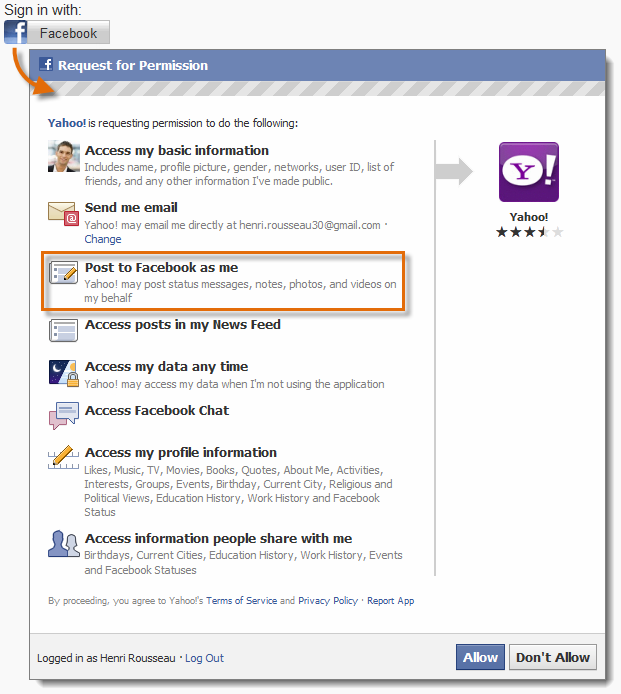 Sign in with:
Facebook
Request for Permission
Yahoo! is requesting permission to do the following:
Access my basic information
Includes name, profile picture, gender, networks, user ID, list of
friends, and any other information I've made public.
Send me email
Yahoo! may email me directly at henri.rousseau30@gmail.com ·
Change
Post to Facebook as me
Yahoo! may post status messages, notes, photos, and videos on
my behalf
Access posts in my News Feed
Access my data any time
Yahoo! may access my data when I'm not using the application
Access Facebook Chat
Access my profile information
Likes, Music, TV, Movies, Books, Quotes, About Me, Activities,
Interests, Groups, Events, Birthday, Current City, Religious and
Political Views, Education History, Work History and Facebook
Status
Access information people share with me
Birthdays, Current Cities, Education History, Work History, Events
and Facebook Statuses
Y!
Yahoo!
By proceeding, you agree to Yahoo!'s Terms of Service and Privacy Policy · Report App
Logged in as Henri Rousseau · Log Out
Allow
Don't Allow